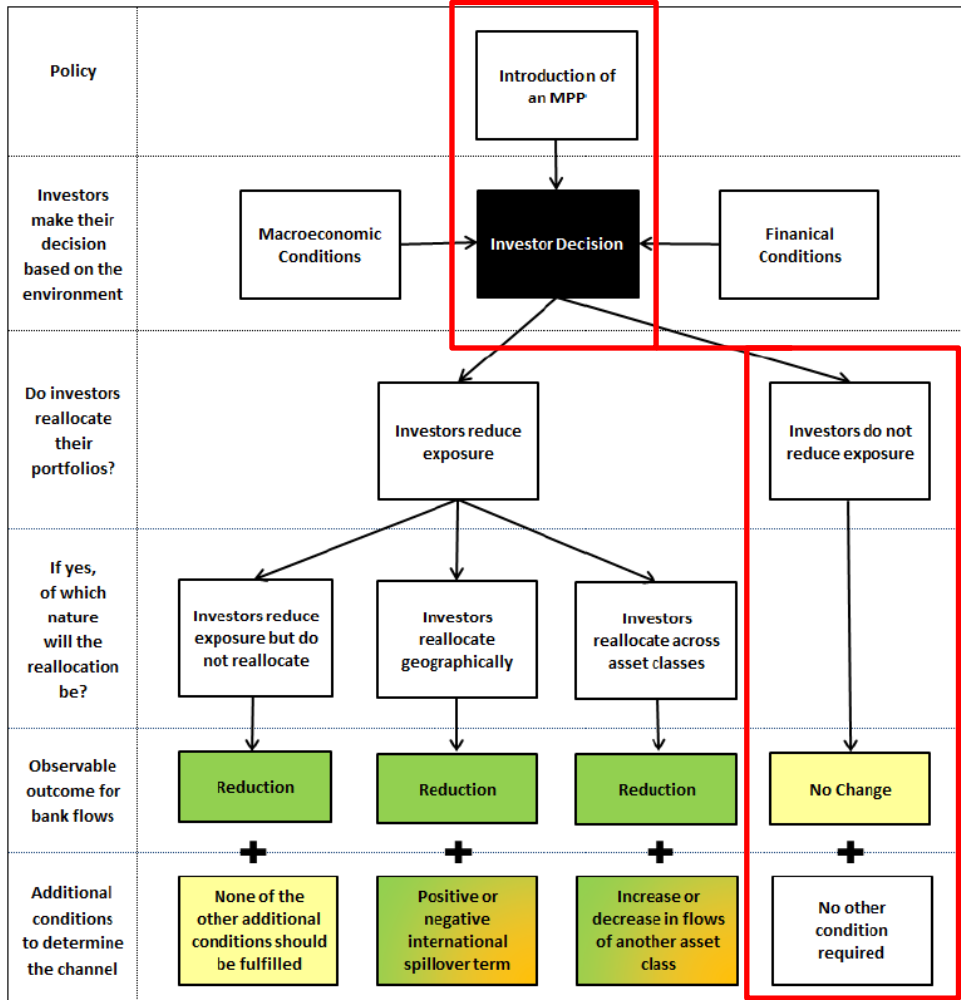 Policy
Introduction of
an MPP
Investors
make their
decision
based on the
environment
Macroeconomic
Conditions
Investor Decision
Finanical
Conditions
Do investors
reallocate
their
portfolios?
Investors reduce
exposure
Investors do not
reduce exposure
If yes,
of which
nature
will the
reallocation
be?
Investors reduce
exposure but do
not reallocate
Investors
reallocate
geographically
Investors
reallocate across
asset classes
Observable
outcome for
bank flows
Reduction
Reduction
Reduction
No Change
+
+
+
+
Additional
conditions
to determine
the channel
None of the
other additional
conditions should
be fulfilled
Positive or
negative
international
spillover term
Increase or
decrease in flows
of another asset
class
No other
condition
required